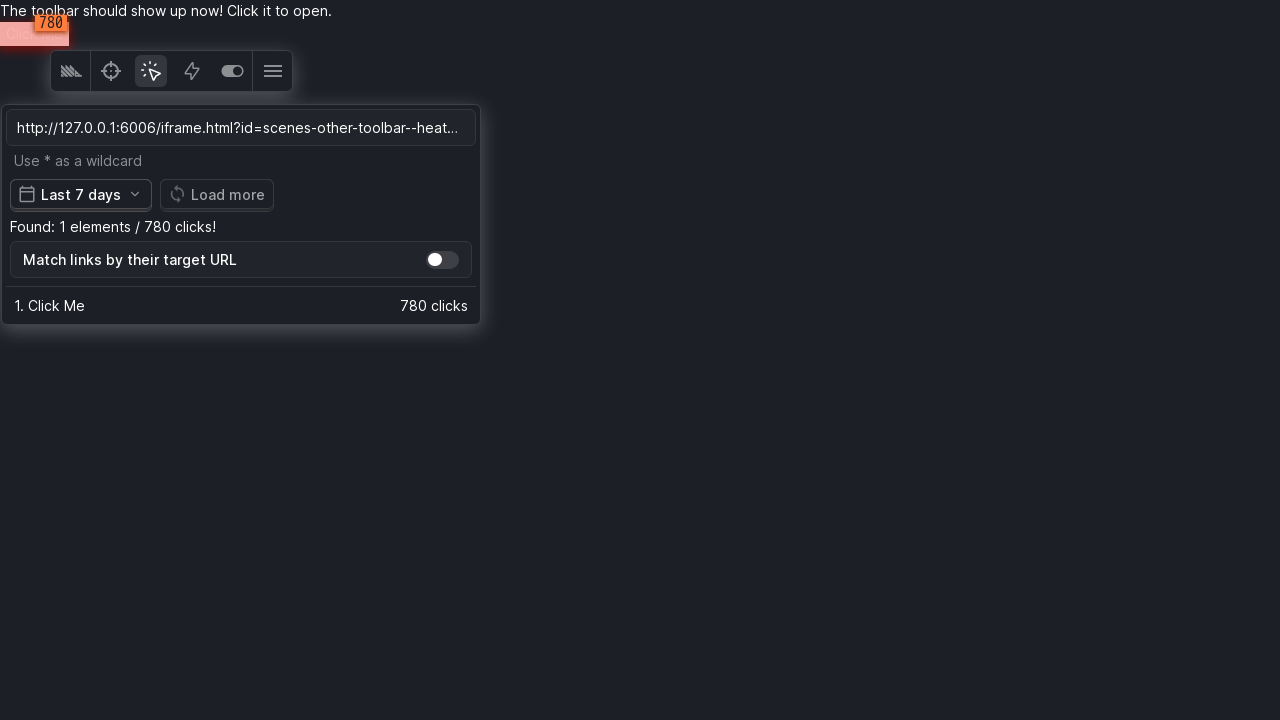 The toolbar should show up now! Click it to open.
780
Click Me
http://127.0.0.1:6006/iframe.html?id=scenes-other-toolbar--heat…
Use * as a wildcard
Last 7 days
Load more
Found: 1 elements / 780 clicks!
Match links by their target URL
1. Click Me
780 clicks